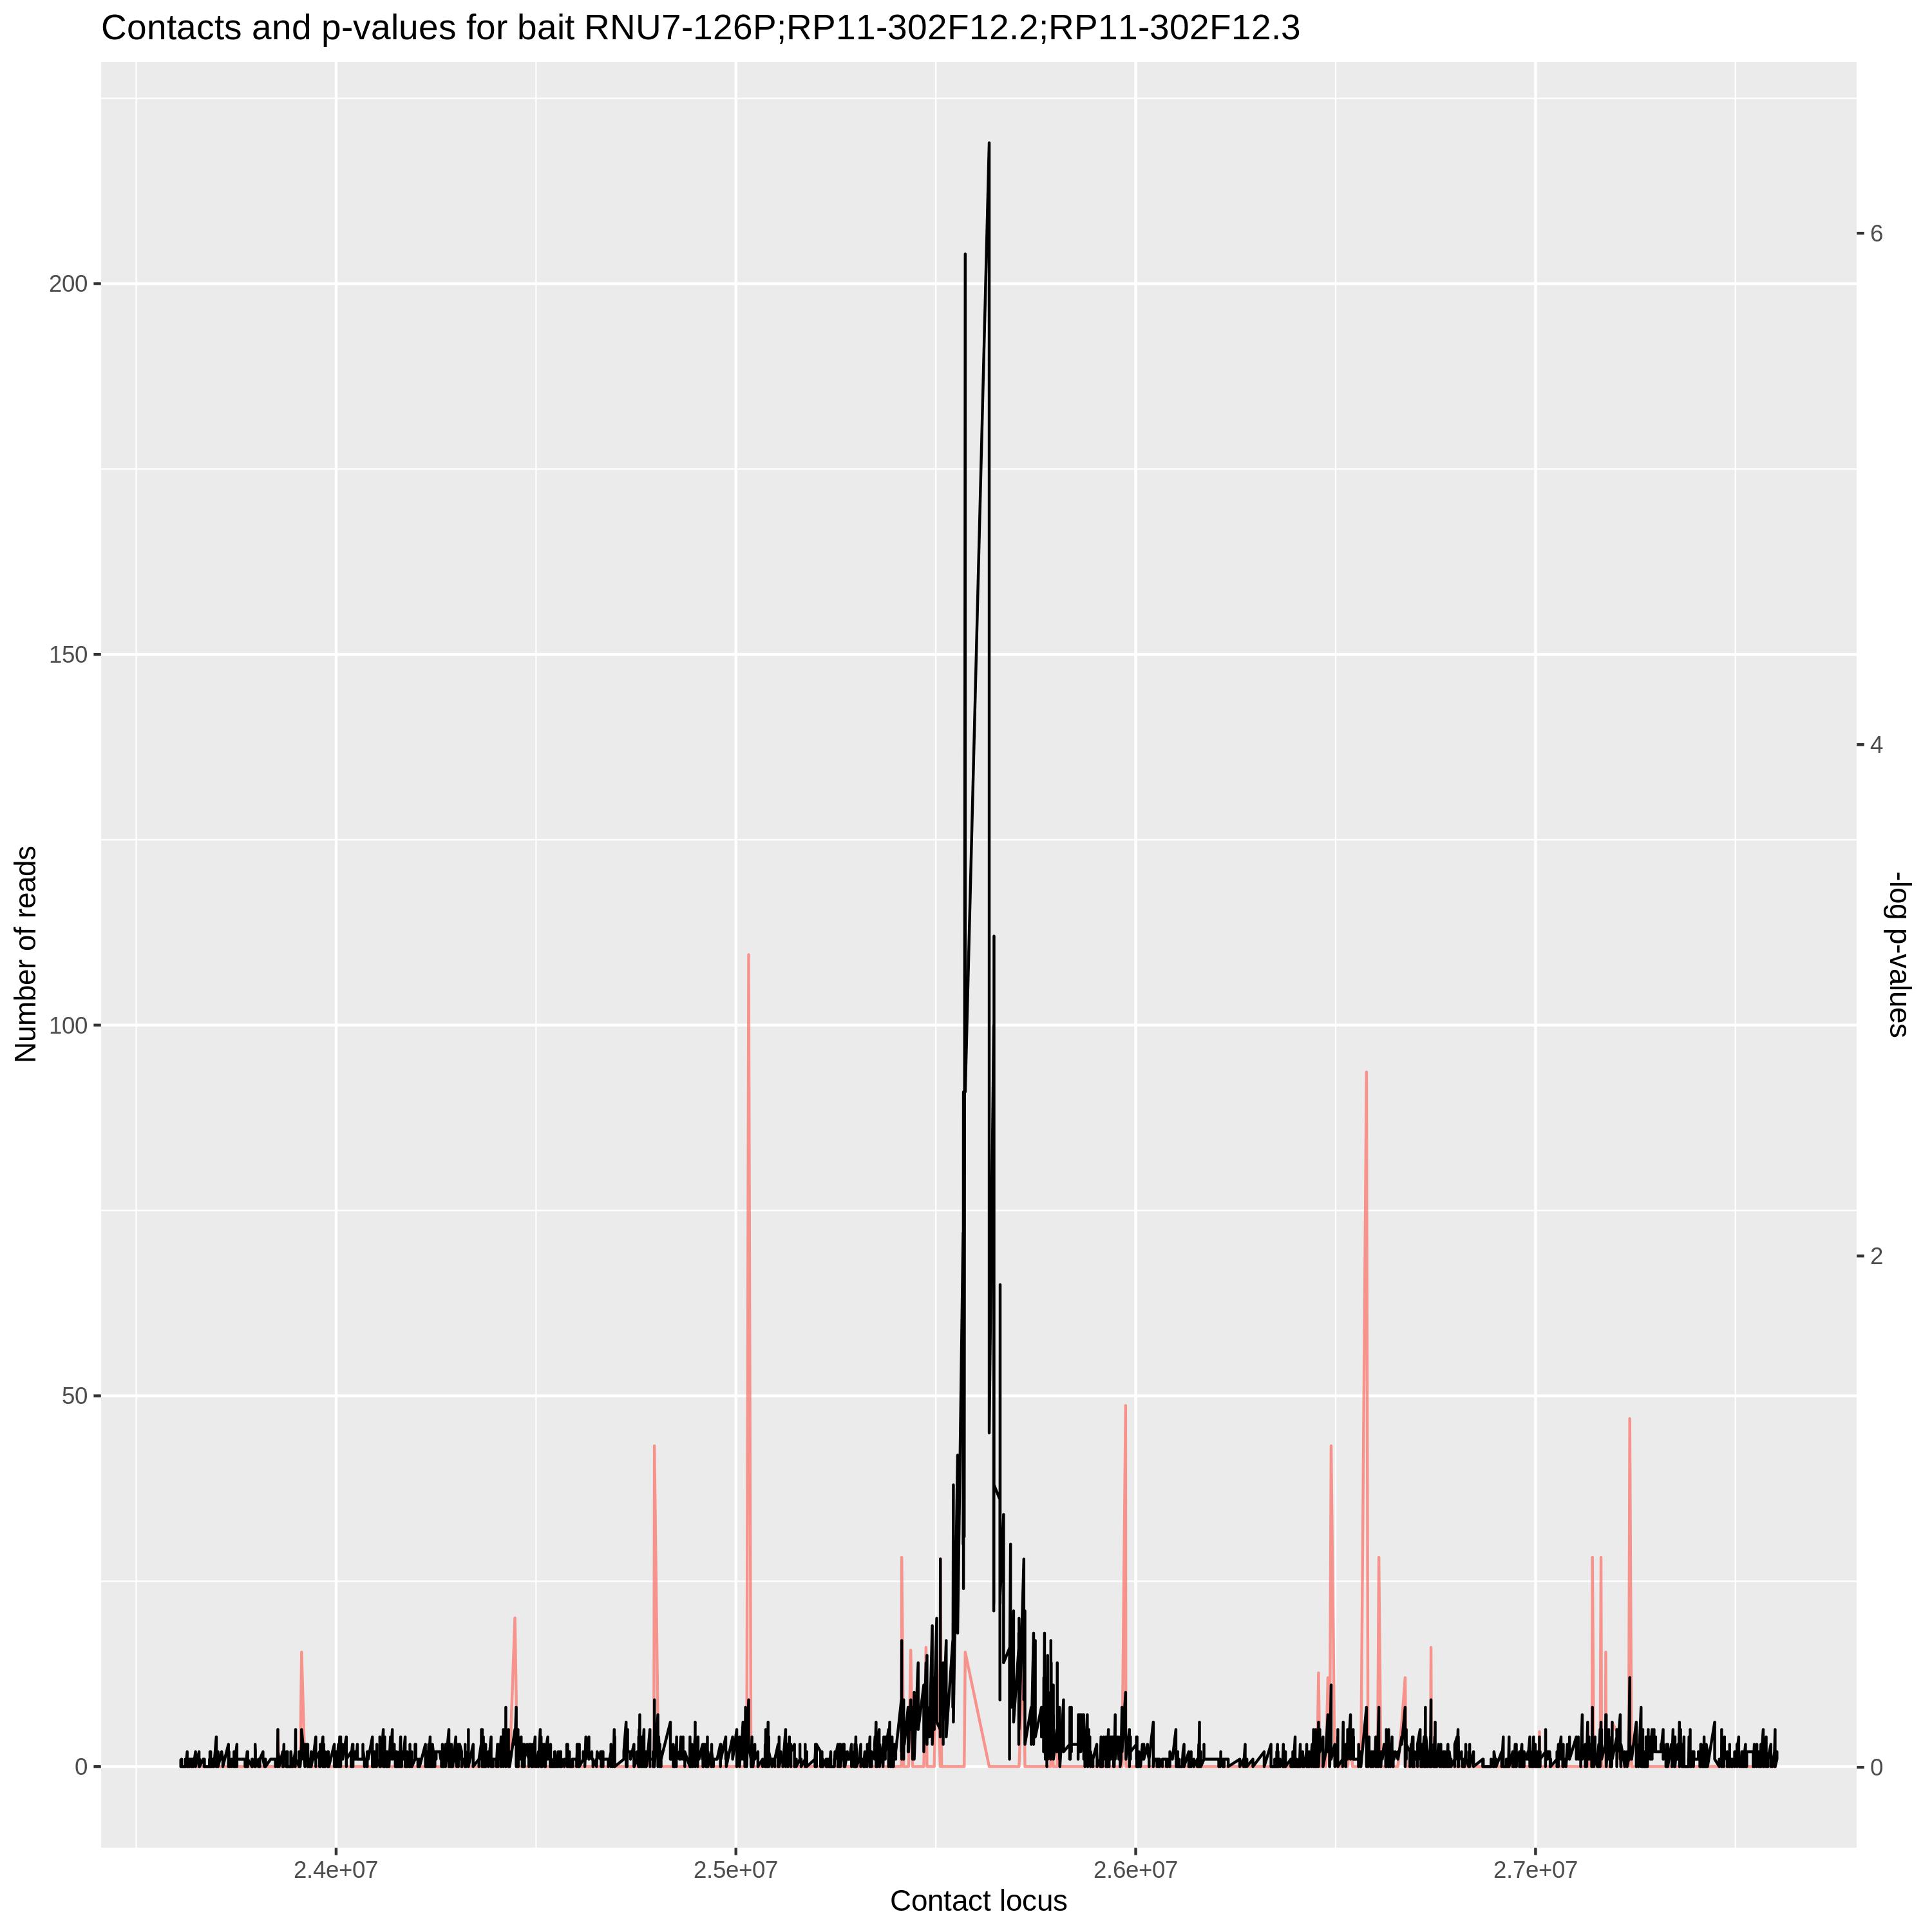 Contacts and p-values for bait RNU7-126P;RP11-302F12.2;RP11-302F12.3
200
150
100
50
0
Number of reads
6
4
2
0
-log p-values
2.4e+07
2.5e+07
2.6e+07
2.7e+07
Contact locus